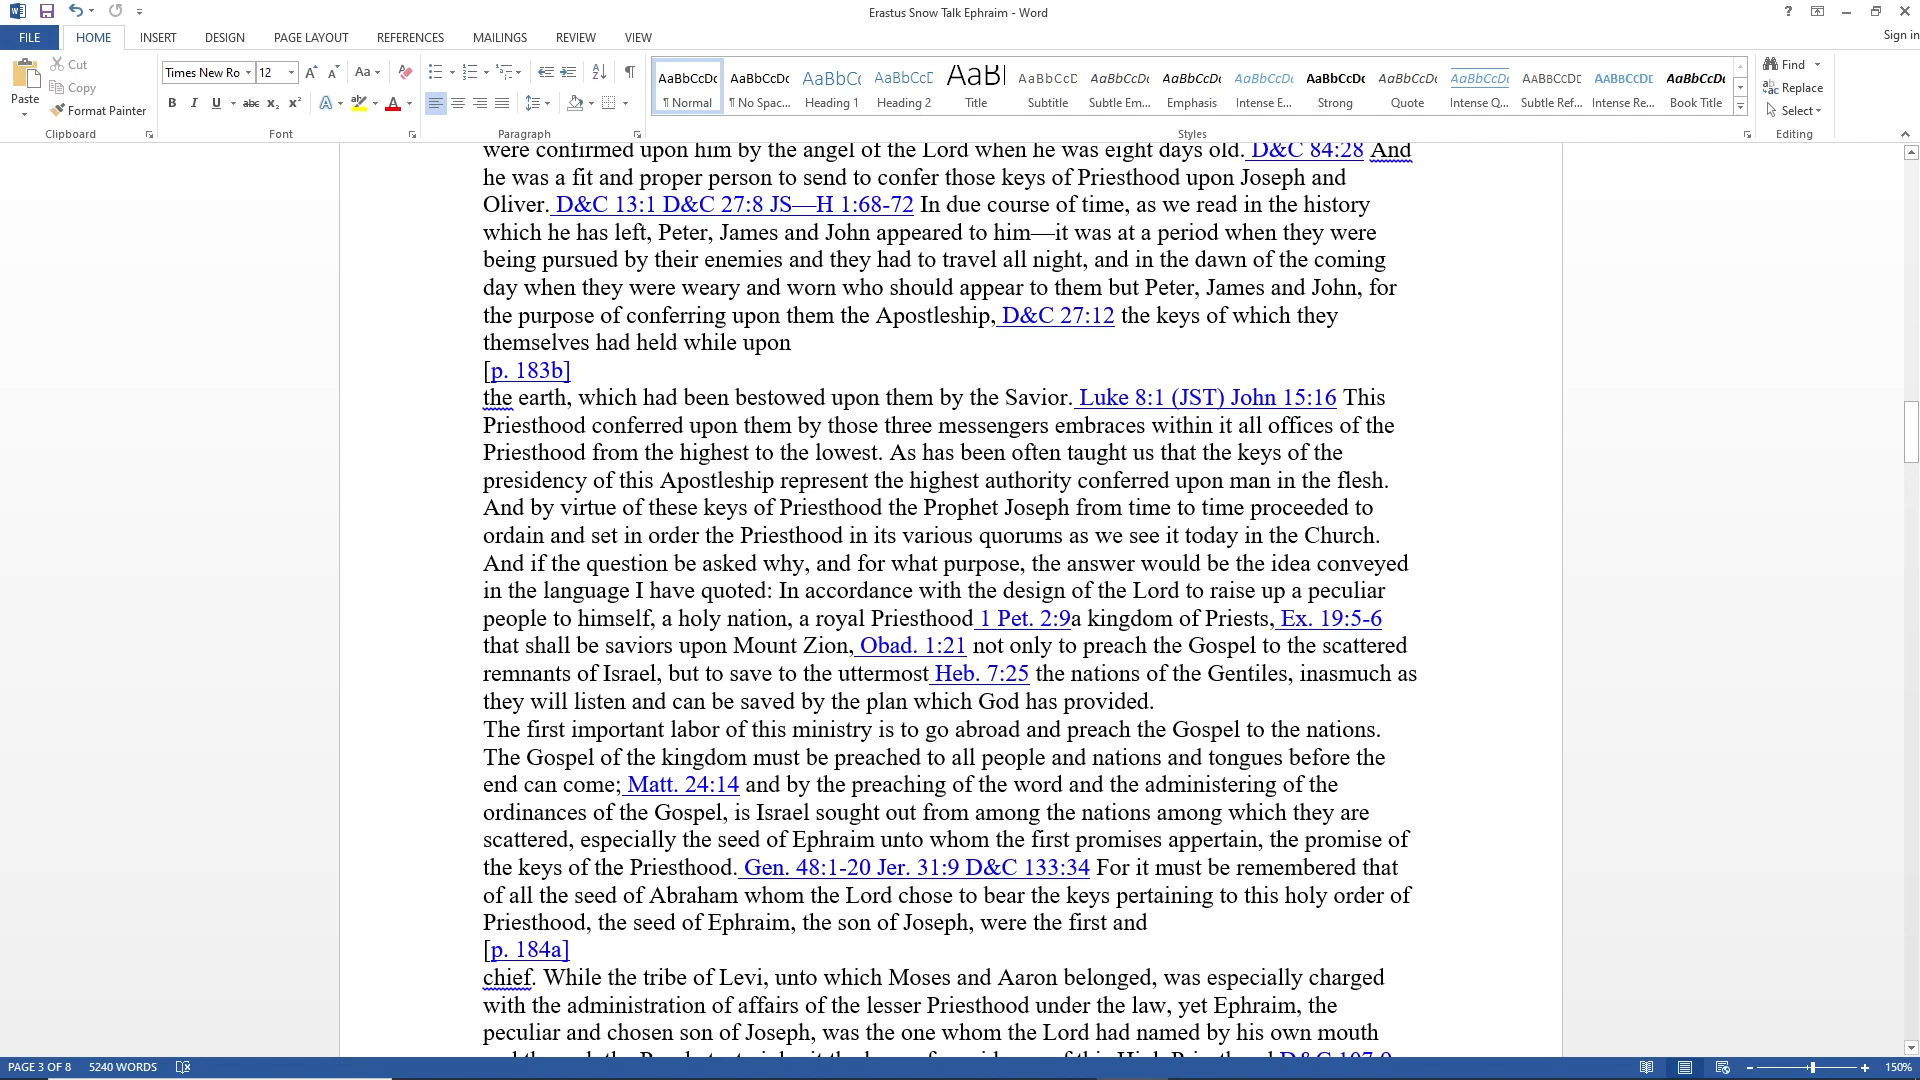 Erastus Snow Talk Ephraim - Word
Sign in
FILE HOME INSERT DESIGN PAGE LAYOUT REFERENCES MAILINGS REVIEW VIEW
Paste
Cut
Copy
Format Painter
Clipboard
Times New Ro 12
Font
Paragraph
AaBbCcDc AaBbCcDc AaBbCc AaBbCcD AaBl AaBbCcD AaBbCcDc AaBbCcDc AaBbCcDc AaBbCcDc AaBbCcDc AaBbCcDc AABBCCDD AABBCCDD AaBbCcDc
¶ Normal ¶ No Spac... Heading 1 Heading 2 Title Subtitle Subtle Em... Emphasis Intense E... Strong Quote Intense Q... Subtle Ref... Intense Re... Book Title
Styles
Find
Replace
Select
Editing
were confirmed upon him by the angel of the Lord when he was eight days old. D&C 84:28 And
he was a fit and proper person to send to confer those keys of Priesthood upon Joseph and
Oliver. D&C 13:1 D&C 27:8 JS—H 1:68-72 In due course of time, as we read in the history
which he has left, Peter, James and John appeared to him—it was at a period when they were
being pursued by their enemies and they had to travel all night, and in the dawn of the coming
day when they were weary and worn who should appear to them but Peter, James and John, for
the purpose of conferring upon them the Apostleship, D&C 27:12 the keys of which they
themselves had held while upon
[p. 183b]
the earth, which had been bestowed upon them by the Savior. Luke 8:1 (JST) John 15:16 This
Priesthood conferred upon them by those three messengers embraces within it all offices of the
Priesthood from the highest to the lowest. As has been often taught us that the keys of the
presidency of this Apostleship represent the highest authority conferred upon man in the flesh.
And by virtue of these keys of Priesthood the Prophet Joseph from time to time proceeded to
ordain and set in order the Priesthood in its various quorums as we see it today in the Church.
And if the question be asked why, and for what purpose, the answer would be the idea conveyed
in the language I have quoted: In accordance with the design of the Lord to raise up a peculiar
people to himself, a holy nation, a royal Priesthood 1 Pet. 2:9a kingdom of Priests, Ex. 19:5-6
that shall be saviors upon Mount Zion, Obad. 1:21 not only to preach the Gospel to the scattered
remnants of Israel, but to save to the uttermost Heb. 7:25 the nations of the Gentiles, inasmuch as
they will listen and can be saved by the plan which God has provided.
The first important labor of this ministry is to go abroad and preach the Gospel to the nations.
The Gospel of the kingdom must be preached to all people and nations and tongues before the
end can come; Matt. 24:14 and by the preaching of the word and the administering of the
ordinances of the Gospel, is Israel sought out from among the nations among which they are
scattered, especially the seed of Ephraim unto whom the first promises appertain, the promise of
the keys of the Priesthood. Gen. 48:1-20 Jer. 31:9 D&C 133:34 For it must be remembered that
of all the seed of Abraham whom the Lord chose to bear the keys pertaining to this holy order of
Priesthood, the seed of Ephraim, the son of Joseph, were the first and
[p. 184a]
chief. While the tribe of Levi, unto which Moses and Aaron belonged, was especially charged
with the administration of affairs of the lesser Priesthood under the law, yet Ephraim, the
peculiar and chosen son of Joseph, was the one whom the Lord had named by his own mouth
PAGE 3 OF 8 5240 WORDS 150%